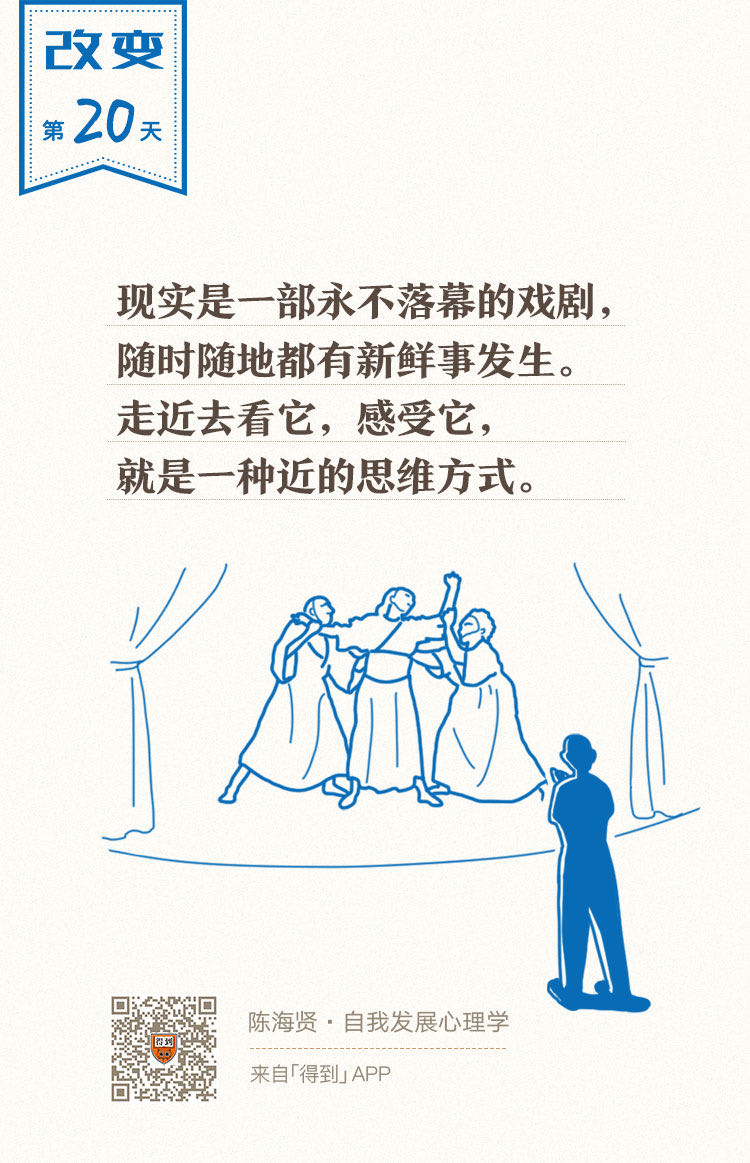 改变
第20天
现实是一部永不落幕的戏剧，
随时随地都有新鲜事发生。
走近去看它，感受它，
就是一种近的思维方式。
得到
陈海贤·自我发展心理学
来自「得到」APP